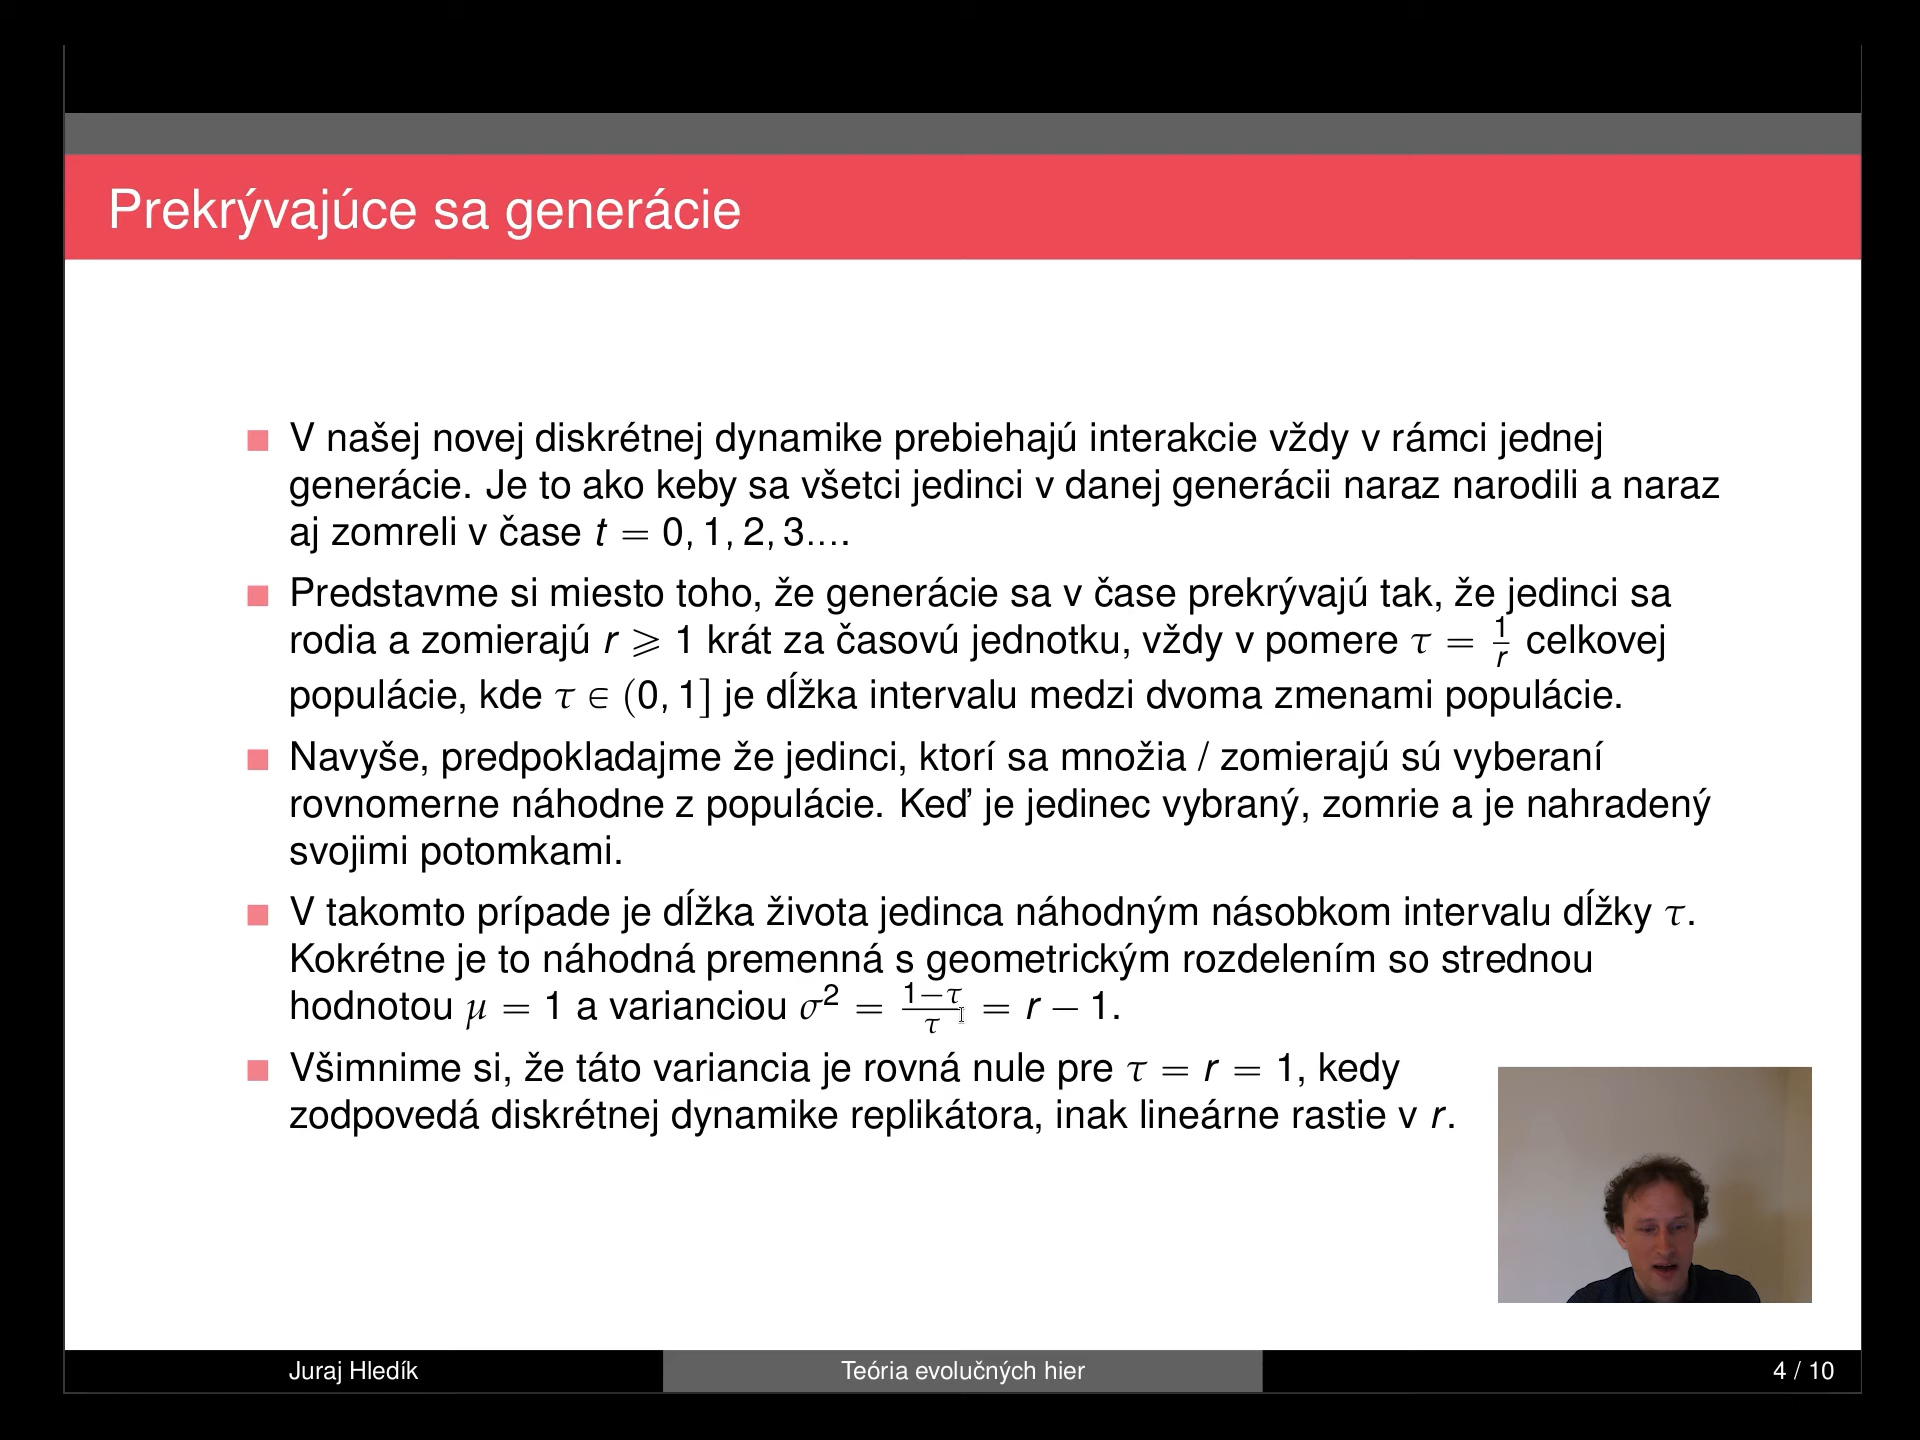 Prekrývajúce sa generácie
V našej novej diskrétnej dynamike prebiehajú interakcie vždy v rámci jednej
generácie. Je to ako keby sa všetci jedinci v danej generácii naraz narodili a naraz
aj zomreli v čase t = 0, 1, 2, 3....
Predstavme si miesto toho, že generácie sa v čase prekrývajú tak, že jedinci sa
rodia a zomierajú r ⩾ 1 krát za časovú jednotku, vždy v pomere τ = 1/r celkovej
populácie, kde τ ∈ (0, 1] je dĺžka intervalu medzi dvoma zmenami populácie.
Navyše, predpokladajme že jedinci, ktorí sa množia / zomierajú sú vyberaní
rovnomerne náhodne z populácie. Keď je jedinec vybraný, zomrie a je nahradený
svojimi potomkami.
V takomto prípade je dĺžka života jedinca náhodným násobkom intervalu dĺžky τ.
Kokrétne je to náhodná premenná s geometrickým rozdelením so strednou
hodnotou μ = 1 a varianciou σ² = (1−τ)/τ = r − 1.
Všimnime si, že táto variancia je rovná nule pre τ = r = 1, kedy
zodpovedá diskrétnej dynamike replikátora, inak lineárne rastie v r.
Juraj Hledík
Teória evolučných hier
4 / 10